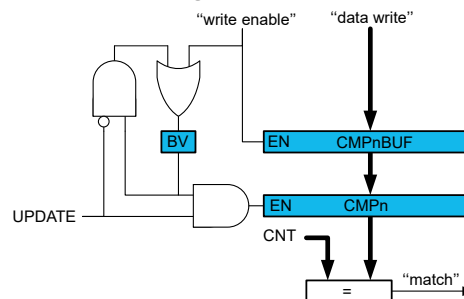 "write enable" "data write"
BV EN CMPnBUF
EN CMPn
UPDATE
CNT
"match"
=